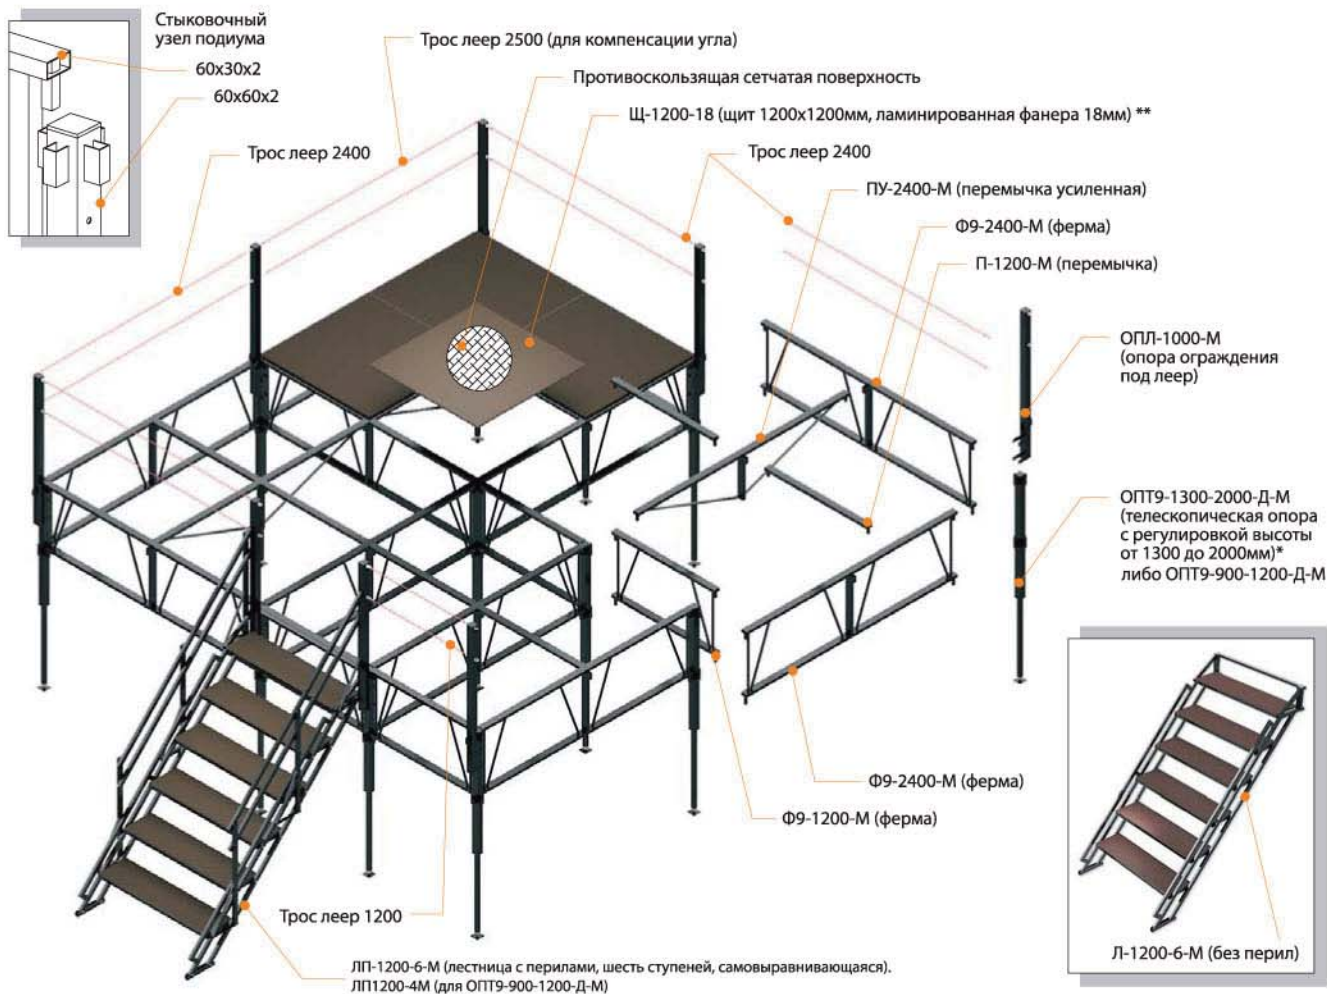 Стыковочный
узел подиума
60х30х2
60х60х2
Трос леер 2500 (для компенсации угла)
Противоскользящая сетчатая поверхность
Щ-1200-18 (щит 1200х1200мм, ламинированная фанера 18мм) **
Трос леер 2400
Трос леер 2400
ПУ-2400-М (перемычка усиленная)
Ф9-2400-М (ферма)
П-1200-М (перемычка)
ОПЛ-1000-М
(опора ограждения
под леер)
ОПТ9-1300-2000-Д-М
(телескопическая опора
с регулировкой высоты
от 1300 до 2000мм)*
либо ОПТ9-900-1200-Д-М
Ф9-2400-М (ферма)
Ф9-1200-М (ферма)
Трос леер 1200
Л-1200-6-М (без перил)
ЛП-1200-6-М (лестница с перилами, шесть ступеней, самовыравнивающаяся).
ЛП1200-4М (для ОПТ9-900-1200-Д-М)